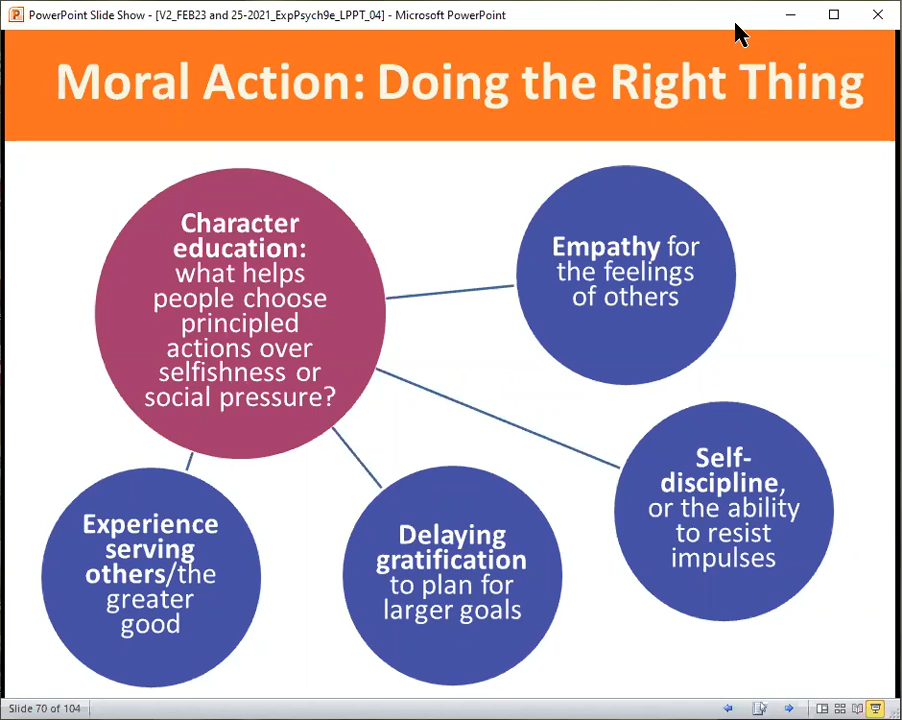 PowerPoint Slide Show - [V2_FEB23 and 25-2021_ExpPsych9e_LPPT_04] - Microsoft PowerPoint
Moral Action: Doing the Right Thing
Character
education:
what helps
people choose
principled
actions over
selfishness or
social pressure?
Empathy for
the feelings
of others
Self-
discipline,
or the ability
to resist
impulses
Delaying
gratification
to plan for
larger goals
Experience
serving
others/the
greater
good
Slide 70 of 104